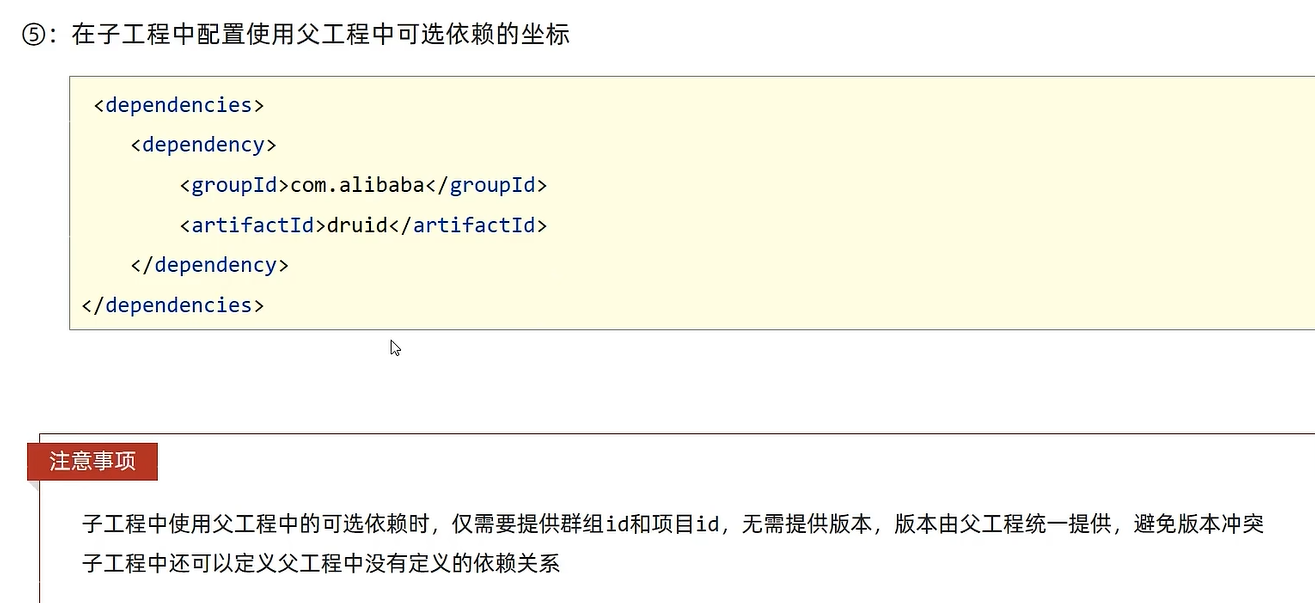 ⑤：在子工程中配置使用父工程中可选依赖的坐标
<dependencies>
<dependency>
<groupId>com.alibaba</groupId>
<artifactId>druid</artifactId>
</dependency>
</dependencies>
注意事项
子工程中使用父工程中的可选依赖时，仅需要提供群组id和项目id，无需提供版本，版本由父工程统一提供，避免版本冲突
子工程中还可以定义父工程中没有定义的依赖关系